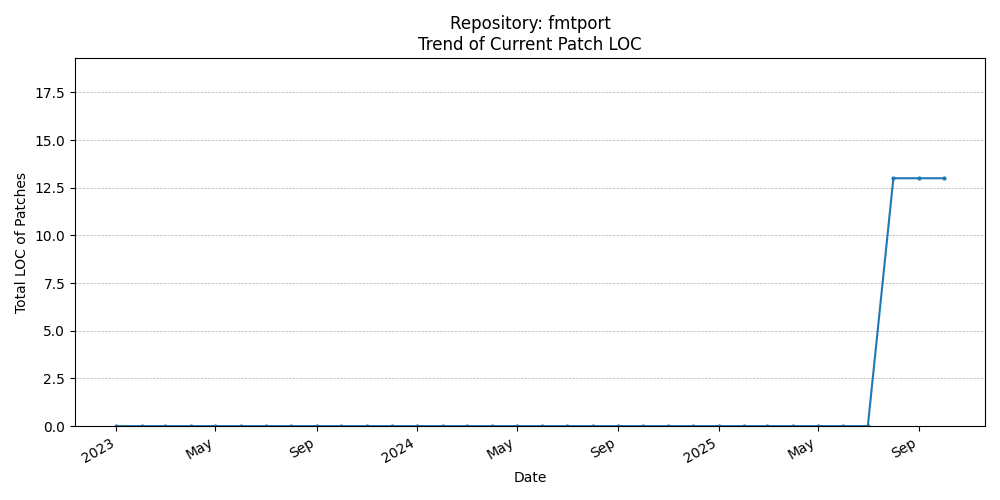 Repository: fmtport
Trend of Current Patch LOC
Total LOC of Patches
17.5
15.0
12.5
10.0
7.5
5.0
2.5
0.0
2023
May
Sep
2024
May
Sep
2025
May
Sep
Date